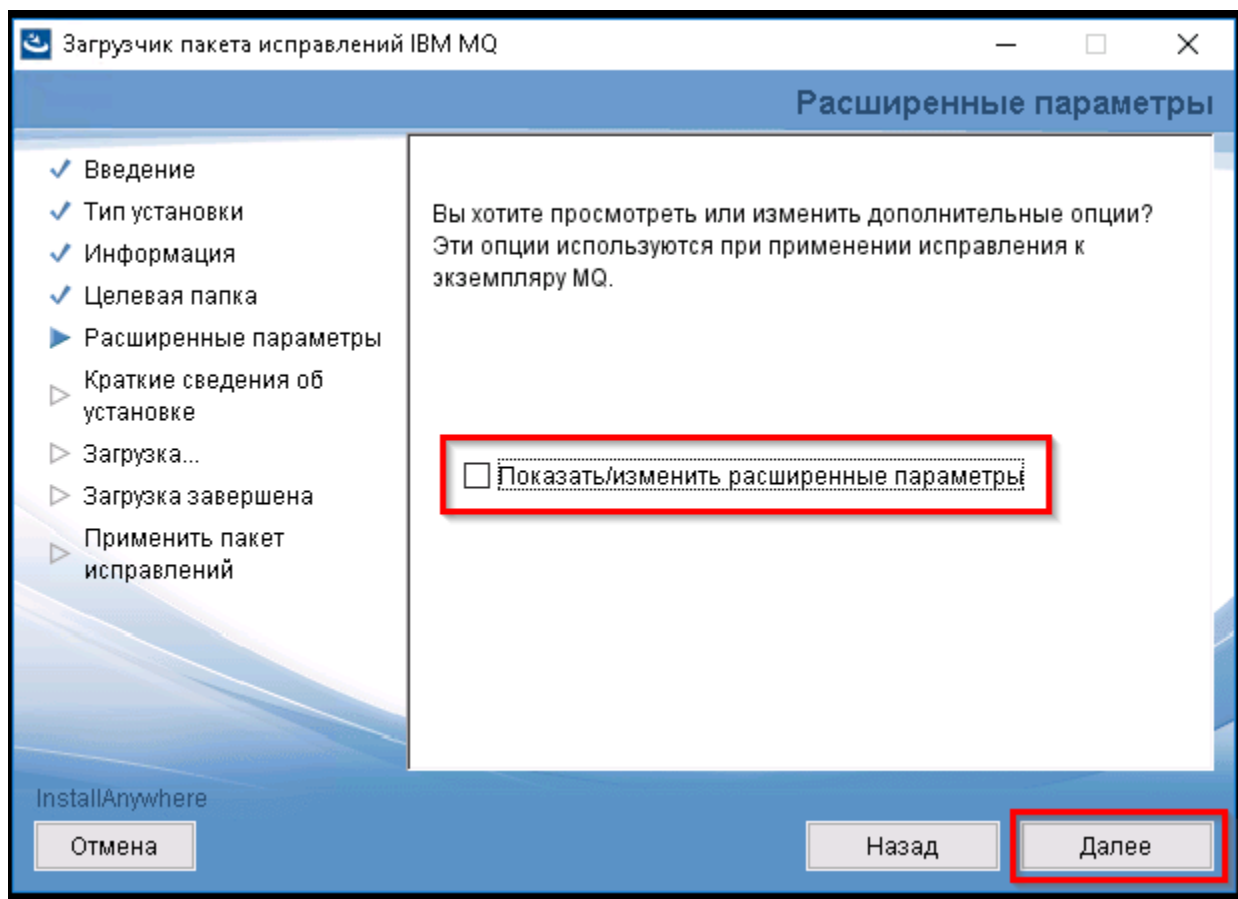 Загрузчик пакета исправлений IBM MQ
Расширенные параметры
Введение
Тип установки
Информация
Целевая папка
Расширенные параметры
Краткие сведения об
установке
Загрузка...
Загрузка завершена
Применить пакет
исправлений
Вы хотите просмотреть или изменить дополнительные опции?
Эти опции используются при применении исправления к
экземпляру MQ.
Показать/изменить расширенные параметры
InstallAnywhere
Отмена
Назад
Далее